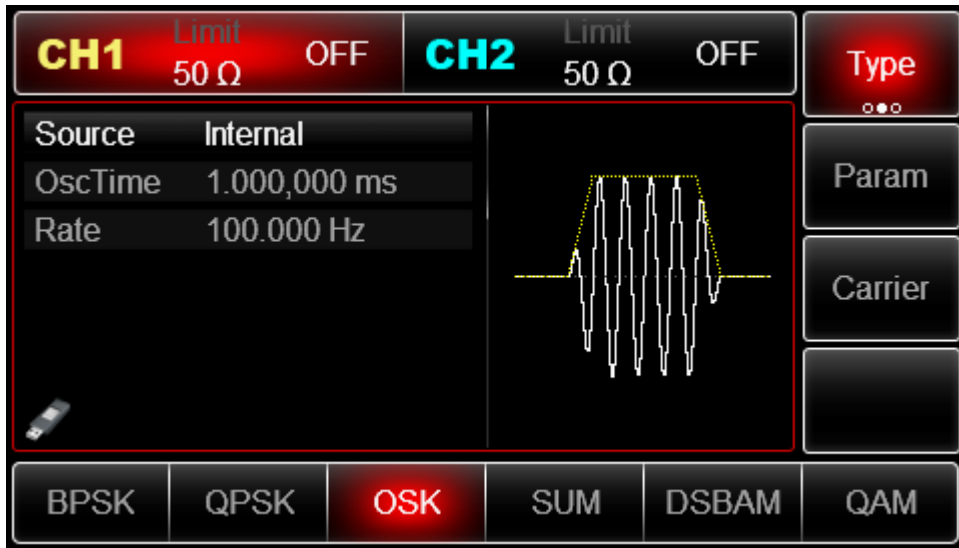 CH1 Limit 50 Ω OFF
CH2 Limit 50 Ω OFF
Type
Source Internal
OscTime 1.000,000 ms
Rate 100.000 Hz
Param
Carrier
BPSK QPSK OSK SUM DSBAM QAM